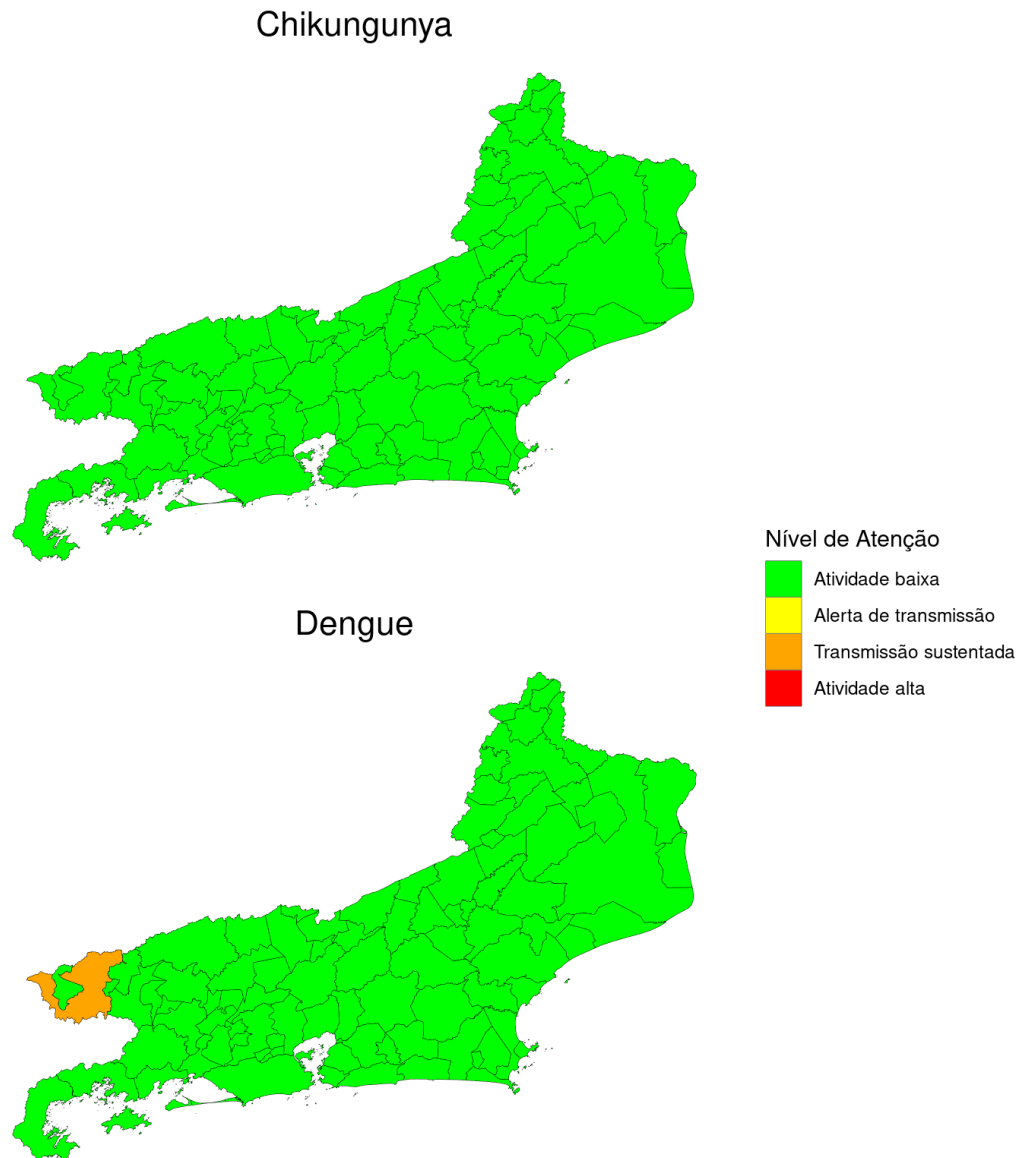 Chikungunya
Nível de Atenção
Atividade baixa
Alerta de transmissão
Transmissão sustentada
Atividade alta
Dengue